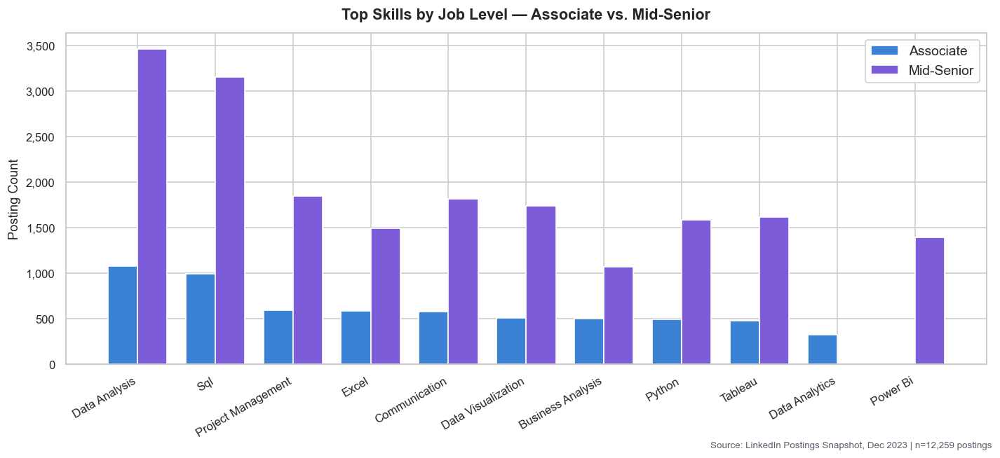 Top Skills by Job Level — Associate vs. Mid-Senior
Associate
Mid-Senior
Posting Count
3,500
3,000
2,500
2,000
1,500
1,000
500
0
Data Analysis
Sql
Project Management
Excel
Communication
Data Visualization
Business Analysis
Python
Tableau
Data Analytics
Power Bi
Source: LinkedIn Postings Snapshot, Dec 2023 | n=12,259 postings